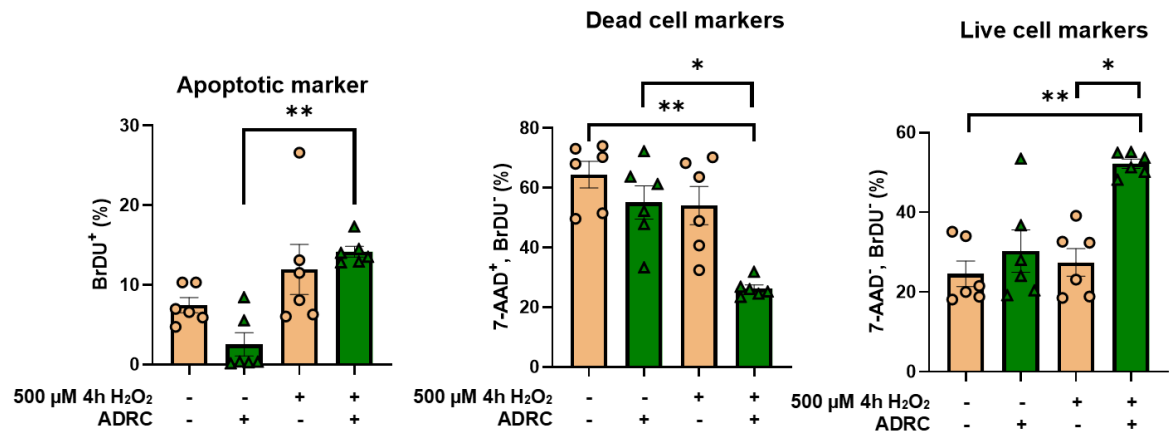 Apoptotic marker
**
BrDU⁺ (%)
30
20
10
0
500 µM 4h H₂O₂ - - + +
ADRC - + - +
Dead cell markers
*
**
7-AAD⁺, BrDU⁻ (%)
80
60
40
20
0
500 µM 4h H₂O₂ - - + +
ADRC - + - +
Live cell markers
*
**
7-AAD⁻, BrDU⁻ (%)
60
40
20
0
500 µM 4h H₂O₂ - - + +
ADRC - + - +